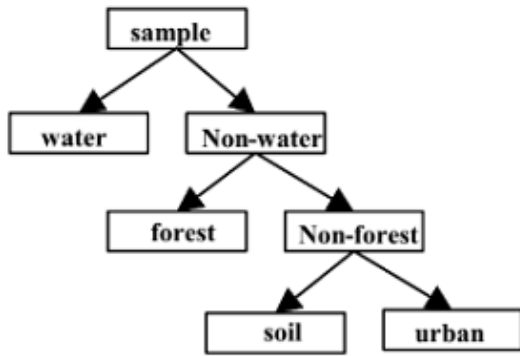 sample
water
Non-water
forest
Non-forest
soil
urban